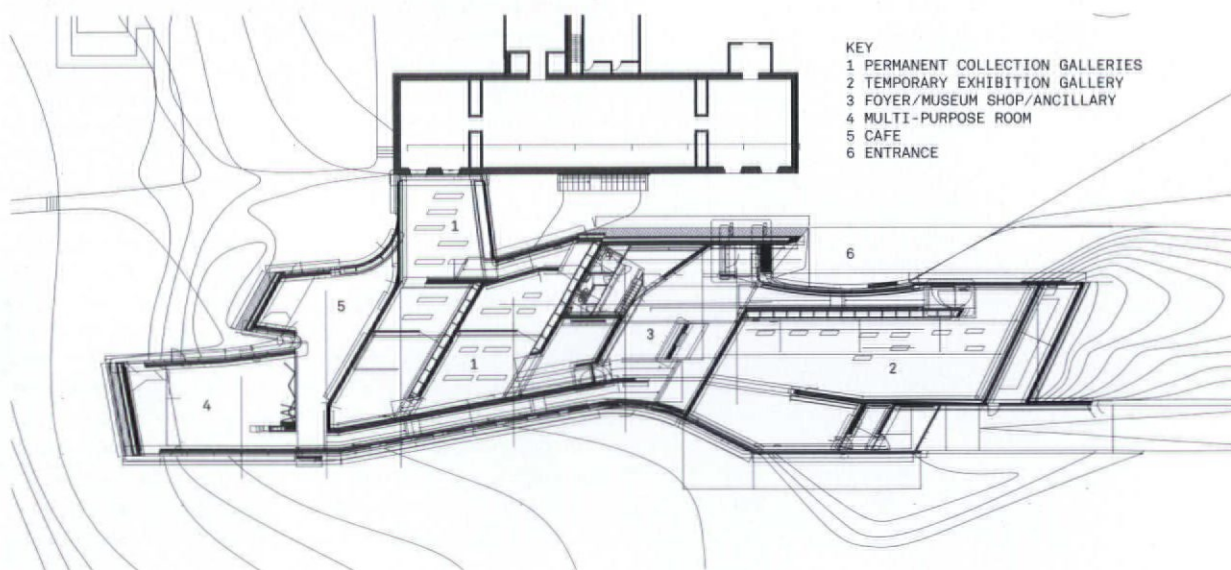 KEY
1 PERMANENT COLLECTION GALLERIES
2 TEMPORARY EXHIBITION GALLERY
3 FOYER/MUSEUM SHOP/ANCILLARY
4 MULTI-PURPOSE ROOM
5 CAFE
6 ENTRANCE
1
6
5
3
1
2
4